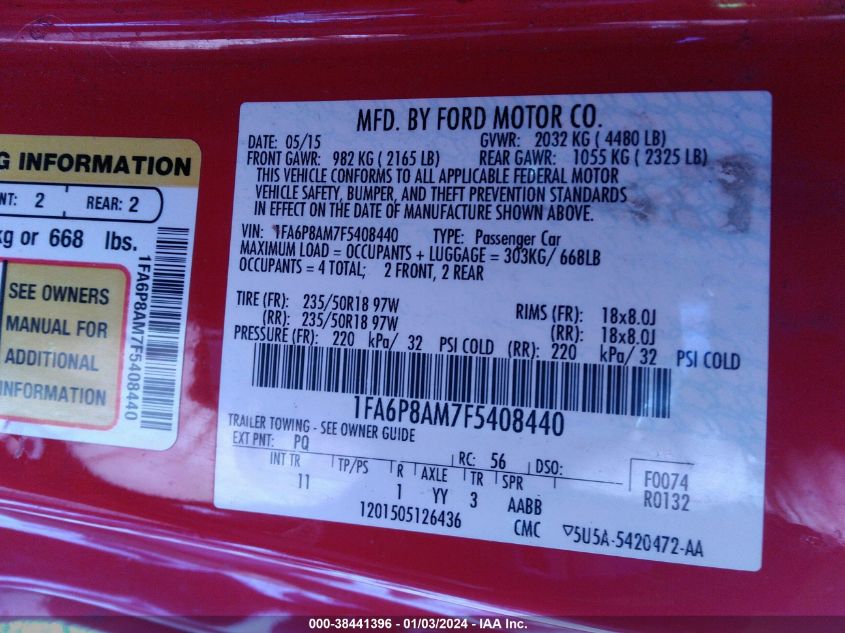 G INFORMATION
NT: 2 REAR: 2
kg or 668 lbs.
SEE OWNERS
MANUAL FOR
ADDITIONAL
INFORMATION
1FA6P8AM7F5408440
MFD. BY FORD MOTOR CO.
DATE: 05/15 GVWR: 2032 KG ( 4480 LB)
FRONT GAWR: 982 KG ( 2165 LB) REAR GAWR: 1055 KG ( 2325 LB)
THIS VEHICLE CONFORMS TO ALL APPLICABLE FEDERAL MOTOR
VEHICLE SAFETY, BUMPER, AND THEFT PREVENTION STANDARDS
IN EFFECT ON THE DATE OF MANUFACTURE SHOWN ABOVE.
VIN: 1FA6P8AM7F5408440 TYPE: Passenger Car
MAXIMUM LOAD = OCCUPANTS + LUGGAGE = 303KG/ 668LB
OCCUPANTS = 4 TOTAL; 2 FRONT, 2 REAR
TIRE (FR): 235/50R18 97W RIMS (FR): 18x8.0J
(RR): 235/50R18 97W (RR): 18x8.0J
PRESSURE (FR): 220 kPa/ 32 PSI COLD (RR): 220 kPa/ 32 PSI COLD
1FA6P8AM7F5408440
TRAILER TOWING - SEE OWNER GUIDE
EXT PNT: PQ RC: 56 DSO: F0074
INT TR TP/PS R AXLE TR SPR R0132
11 1 YY 3 AABB
1201505126436 CMC ▽5U5A-5420472-AA
000-38441396 - 01/03/2024 - IAA Inc.